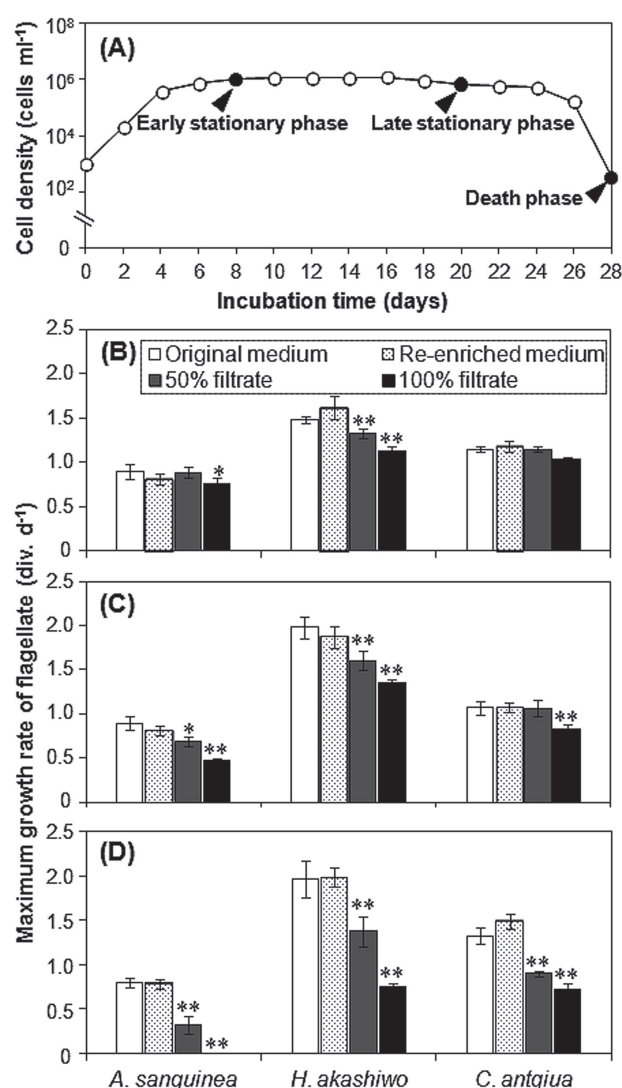 (A)
Cell density (cells ml-1)
10⁸
10⁶
10⁴
10²
0
Early stationary phase
Late stationary phase
Death phase
0 2 4 6 8 10 12 14 16 18 20 22 24 26 28
Incubation time (days)
Maximum growth rate of flagellate (div. d-1)
(B)
Original medium Re-enriched medium
50% filtrate 100% filtrate
2.5
2.0
1.5
1.0
0.5
0
* ** **
(C)
2.5
2.0
1.5
1.0
0.5
0
* ** ** ** **
(D)
2.5
2.0
1.5
1.0
0.5
0
** ** ** ** ** **
A. sanguinea H. akashiwo C. antqiua